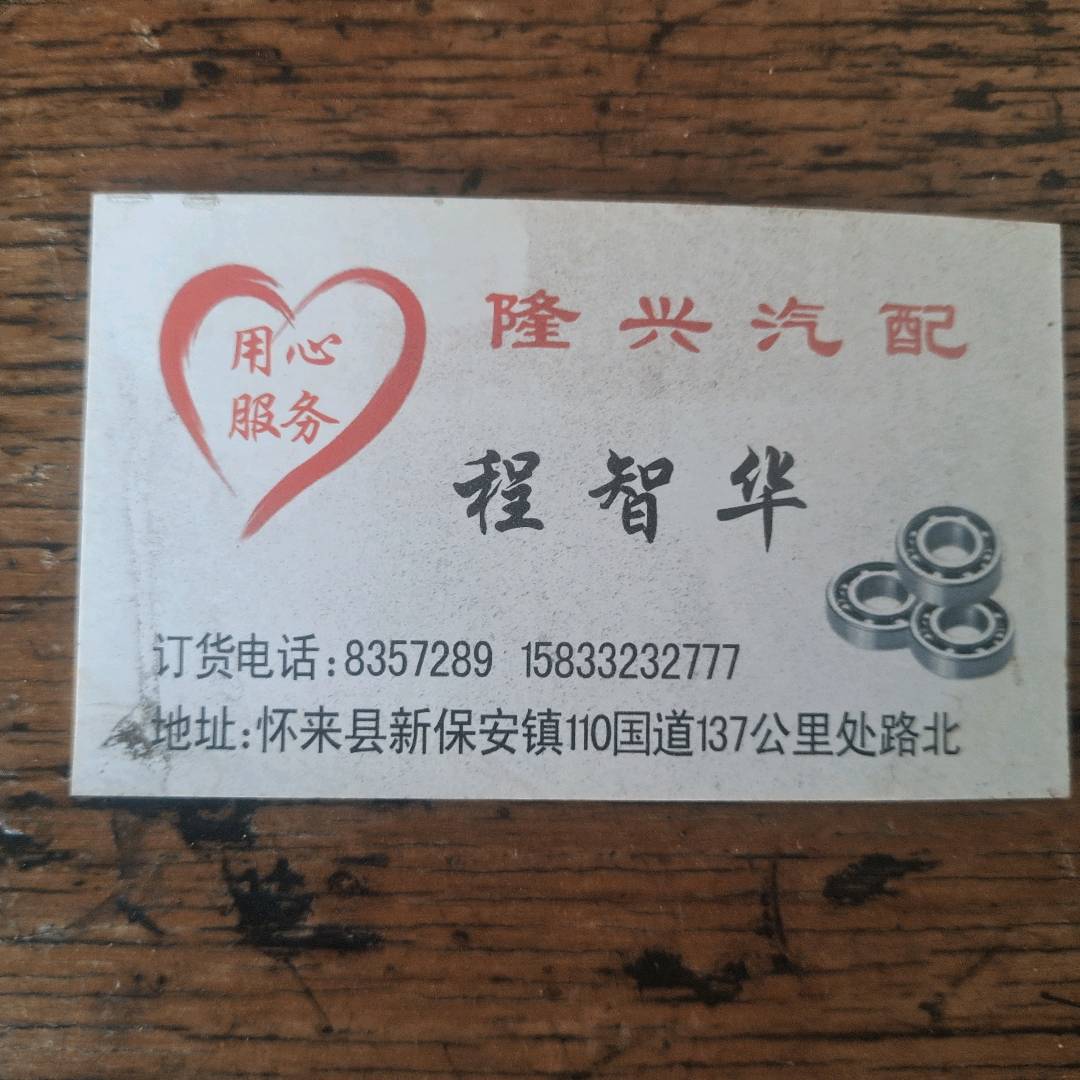 用心
服务
隆兴汽配
程智华
订货电话:8357289 15833232777
地址:怀来县新保安镇110国道137公里处路北